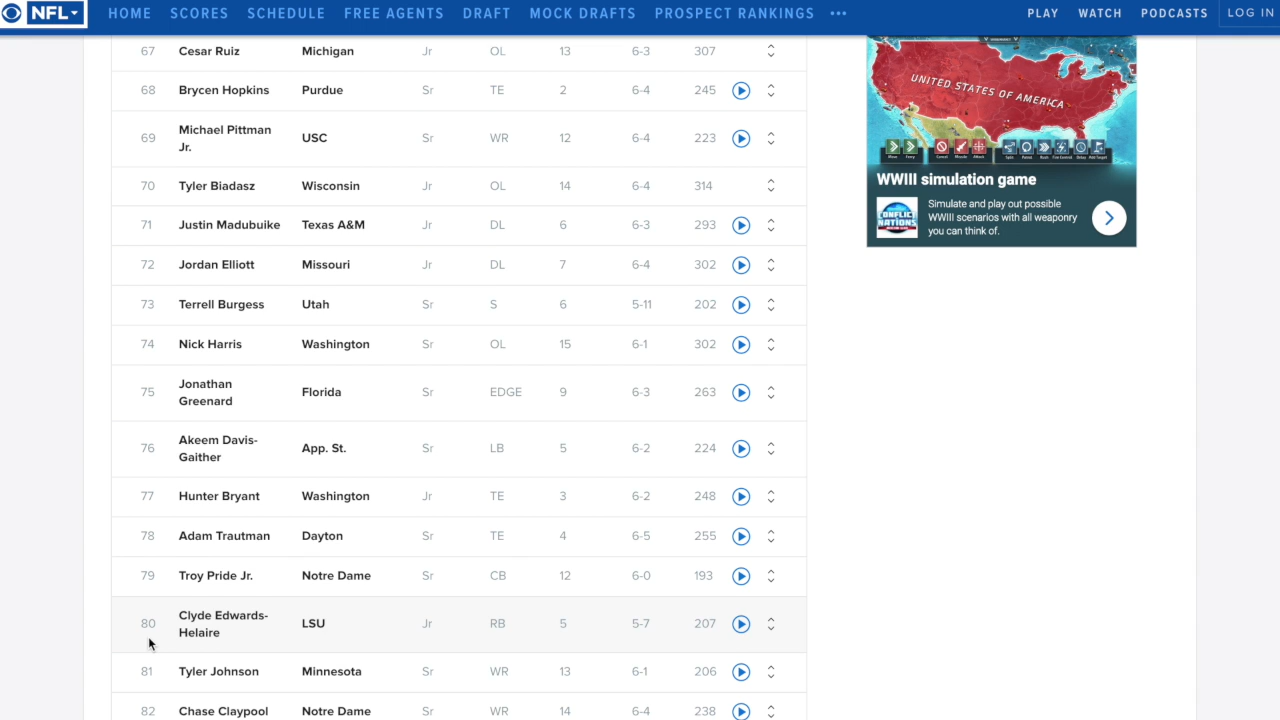 NFL HOME SCORES SCHEDULE FREE AGENTS DRAFT MOCK DRAFTS PROSPECT RANKINGS ••• PLAY WATCH PODCASTS LOG IN
67 Cesar Ruiz Michigan Jr OL 13 6-3 307
68 Brycen Hopkins Purdue Sr TE 2 6-4 245
69 Michael Pittman Jr. USC Sr WR 12 6-4 223
70 Tyler Biadasz Wisconsin Jr OL 14 6-4 314
71 Justin Madubuike Texas A&M Jr DL 6 6-3 293
72 Jordan Elliott Missouri Jr DL 7 6-4 302
73 Terrell Burgess Utah Sr S 6 5-11 202
74 Nick Harris Washington Sr OL 15 6-1 302
75 Jonathan Greenard Florida Sr EDGE 9 6-3 263
76 Akeem Davis-Gaither App. St. Sr LB 5 6-2 224
77 Hunter Bryant Washington Jr TE 3 6-2 248
78 Adam Trautman Dayton Sr TE 4 6-5 255
79 Troy Pride Jr. Notre Dame Sr CB 12 6-0 193
80 Clyde Edwards-Helaire LSU Jr RB 5 5-7 207
81 Tyler Johnson Minnesota Sr WR 13 6-1 206
82 Chase Claypool Notre Dame Sr WR 14 6-4 238
UNITED STATES OF AMERICA
WWIII simulation game
CONFLICT
NATIONS
Simulate and play out possible
WWIII scenarios with all weaponry
you can think of.